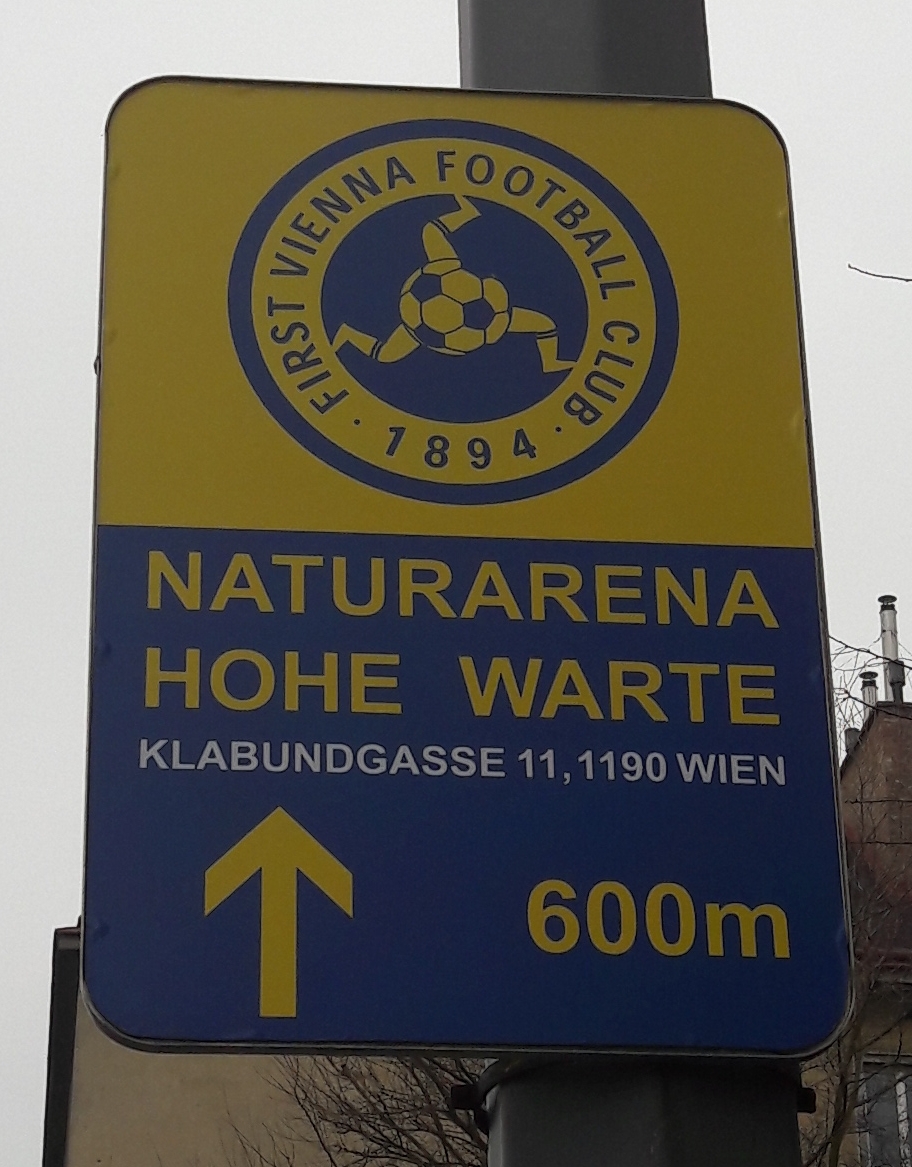 FIRST VIENNA FOOTBALL CLUB
· 1894 ·
NATURARENA
HOHE WARTE
KLABUNDGASSE 11,1190 WIEN
600m